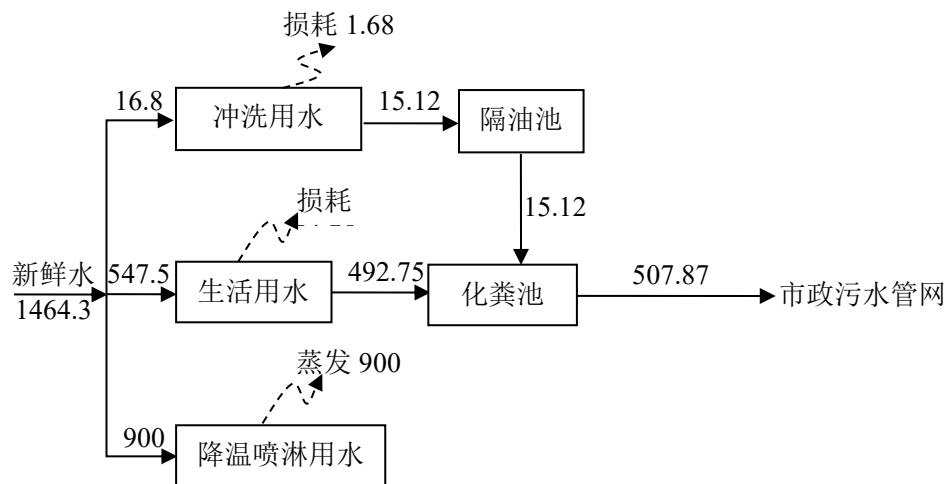 损耗 1.68
16.8
冲洗用水
15.12
隔油池
损耗
15.12
新鲜水
1464.3
547.5
生活用水
492.75
化粪池
507.87
市政污水管网
蒸发 900
900
降温喷淋用水